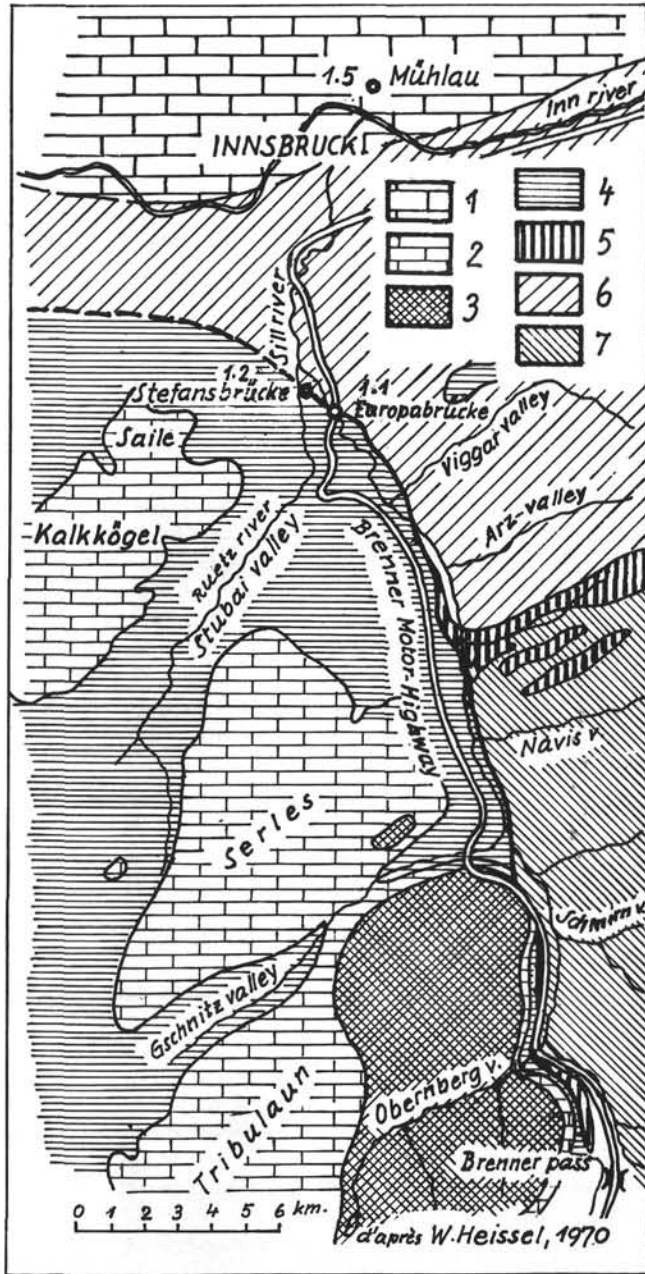 1.5 Mühlau
Inn river
INNSBRUCK
1
4
2
5
3
6
7
Sill river
1.2
Stefansbrücke
1.1
Europabrücke
Saile
Viggar valley
Kalkkögel
Arz-valley
Ruetz river
Stubai valley
Brenner Motor-Highway
Navis v.
Serles
Schmirn v.
Gschnitz valley
Obernberg v.
Tribulaun
Brenner pass
0 1 2 3 4 5 6 km.
d'après W. Heissel, 1970